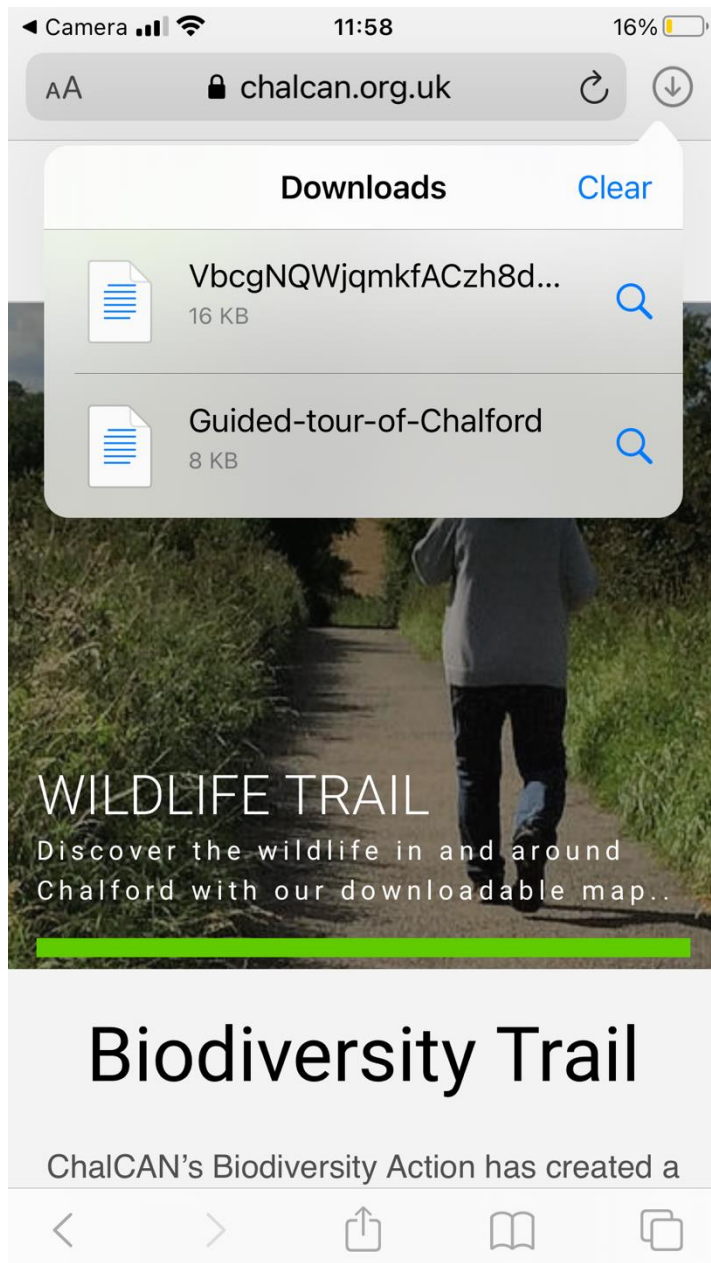 ◀ Camera 11:58 16%
AA chalcan.org.uk
Downloads Clear
VbcgNQWjqmkfACzh8d...
16 KB
Guided-tour-of-Chalford
8 KB
WILDLIFE TRAIL
Discover the wildlife in and around
Chalford with our downloadable map..
Biodiversity Trail
ChalCAN’s Biodiversity Action has created a